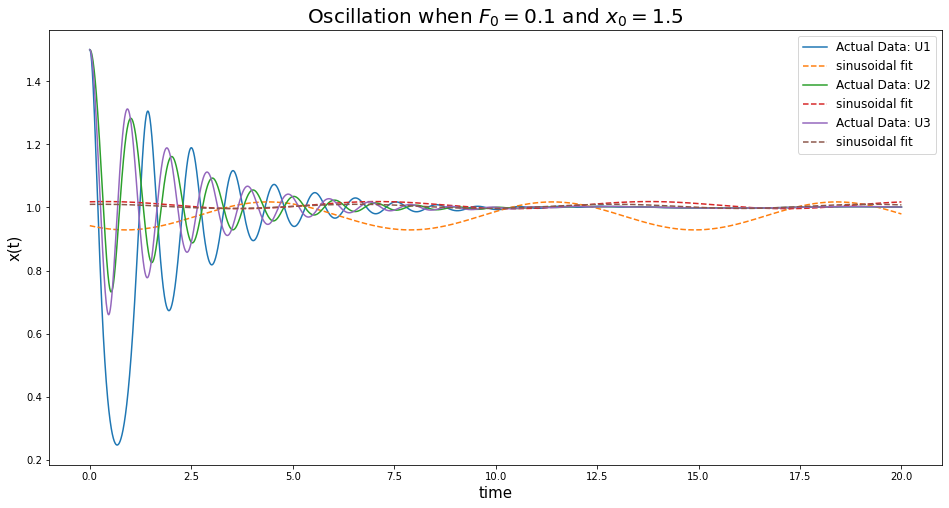 Oscillation when $F_0 = 0.1$ and $x_0 = 1.5$
Actual Data: U1
sinusoidal fit
Actual Data: U2
sinusoidal fit
Actual Data: U3
sinusoidal fit
x(t)
1.4
1.2
1.0
0.8
0.6
0.4
0.2
0.0 2.5 5.0 7.5 10.0 12.5 15.0 17.5 20.0
time